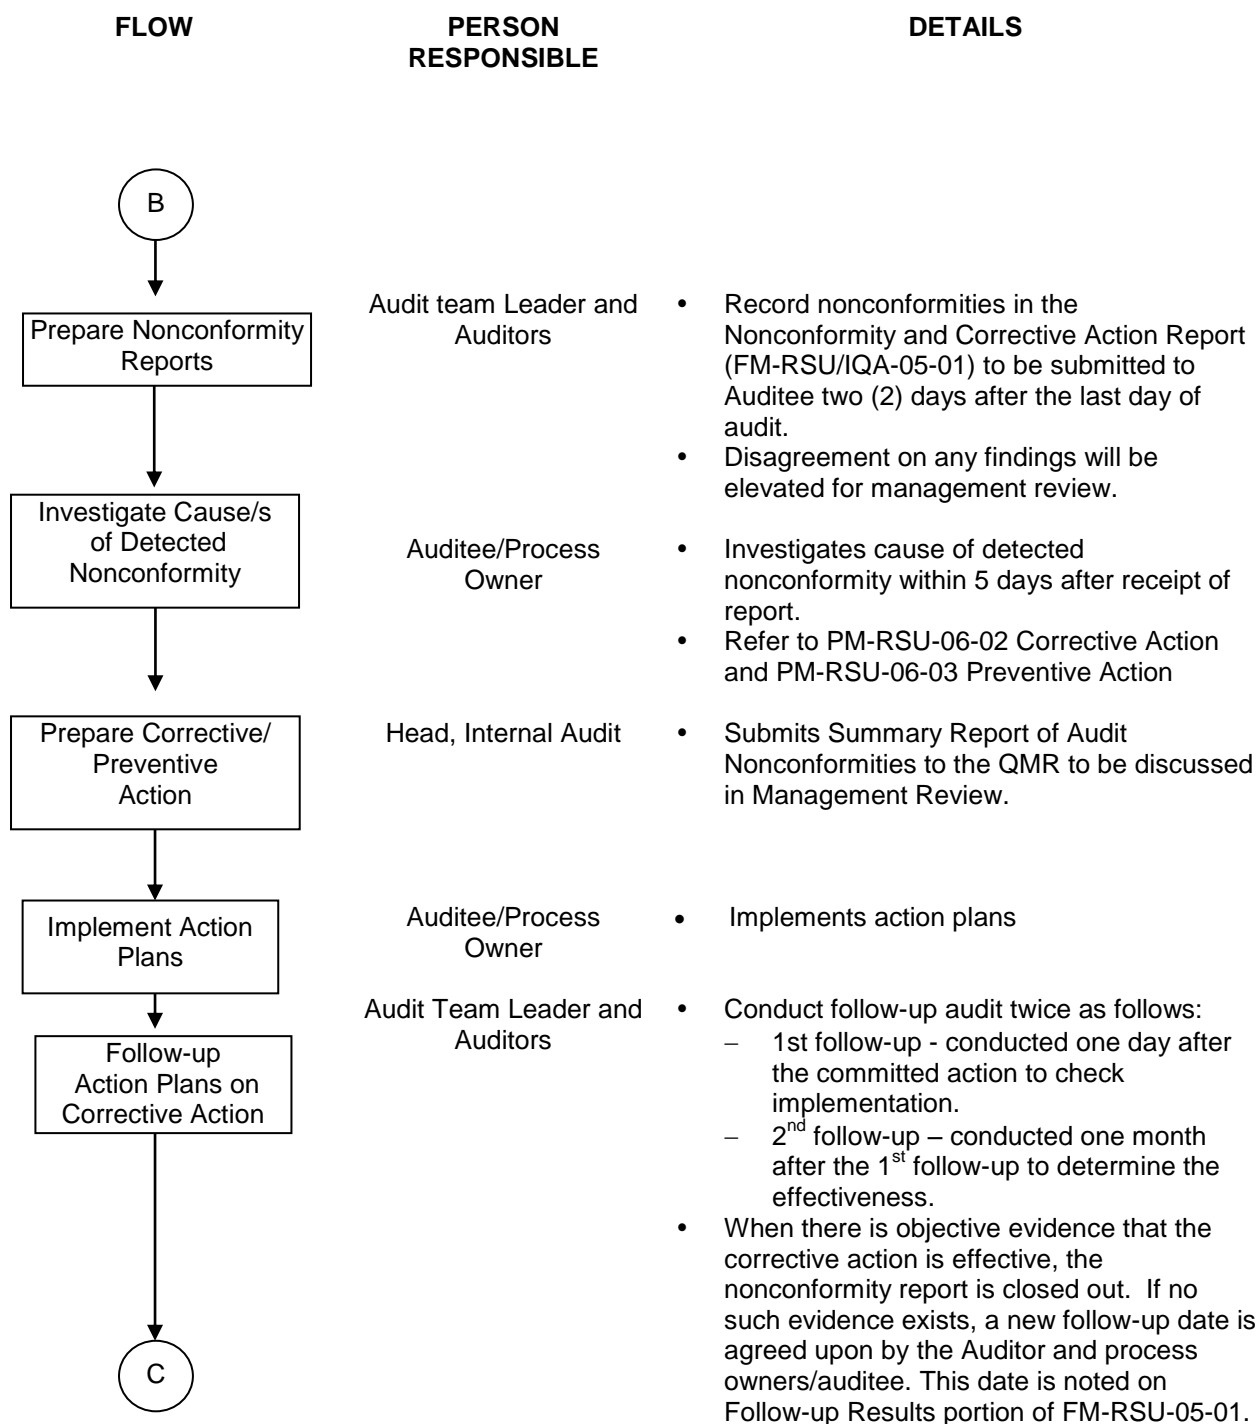 FLOW
PERSON
RESPONSIBLE
DETAILS
B
Prepare Nonconformity
Reports
Audit team Leader and
Auditors
• Record nonconformities in the
Nonconformity and Corrective Action Report
(FM-RSU/IQA-05-01) to be submitted to
Auditee two (2) days after the last day of
audit.
• Disagreement on any findings will be
elevated for management review.
Investigate Cause/s
of Detected
Nonconformity
Auditee/Process
Owner
• Investigates cause of detected
nonconformity within 5 days after receipt of
report.
• Refer to PM-RSU-06-02 Corrective Action
and PM-RSU-06-03 Preventive Action
Prepare Corrective/
Preventive
Action
Head, Internal Audit
• Submits Summary Report of Audit
Nonconformities to the QMR to be discussed
in Management Review.
Implement Action
Plans
Auditee/Process
Owner
• Implements action plans
Follow-up
Action Plans on
Corrective Action
Audit Team Leader and
Auditors
• Conduct follow-up audit twice as follows:
– 1st follow-up - conducted one day after
the committed action to check
implementation.
– 2nd follow-up – conducted one month
after the 1st follow-up to determine the
effectiveness.
• When there is objective evidence that the
corrective action is effective, the
nonconformity report is closed out. If no
such evidence exists, a new follow-up date is
agreed upon by the Auditor and process
owners/auditee. This date is noted on
Follow-up Results portion of FM-RSU-05-01.
C